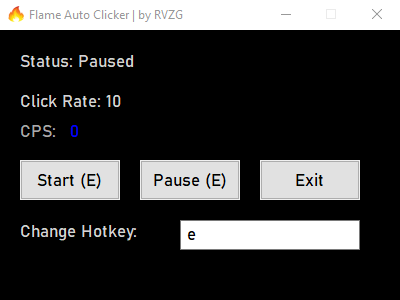 Flame Auto Clicker | by RVZG
Status: Paused
Click Rate: 10
CPS: 0
Start (E) Pause (E) Exit
Change Hotkey: e